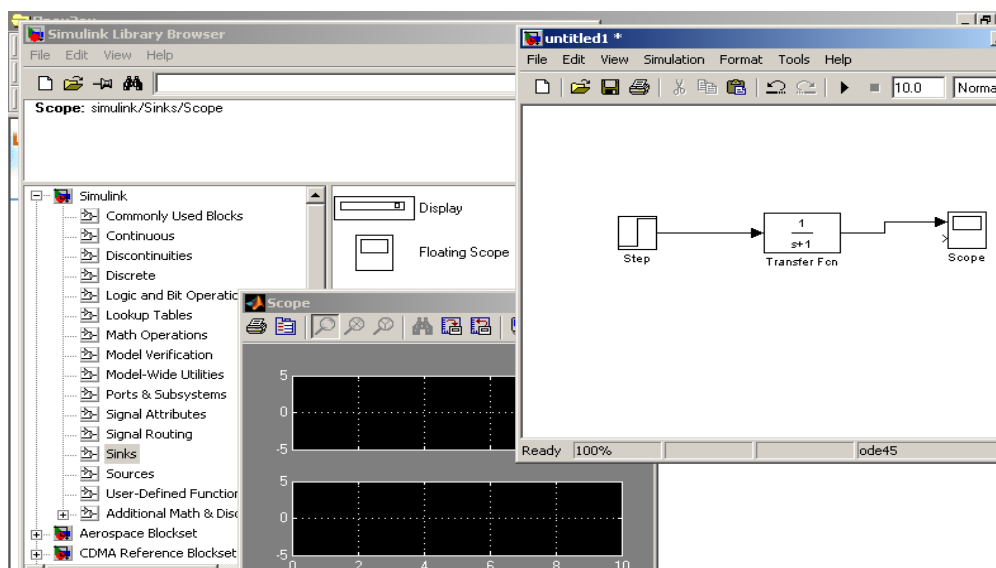 Simulink Library Browser
File Edit View Help
Scope: simulink/Sinks/Scope
Simulink
Commonly Used Blocks
Continuous
Discontinuities
Discrete
Logic and Bit Operatic
Lookup Tables
Math Operations
Model Verification
Model-Wide Utilities
Ports & Subsystems
Signal Attributes
Signal Routing
Sinks
Sources
User-Defined Function
Additional Math & Disc
Aerospace Blockset
CDMA Reference Blockset
Display
Floating Scope
Scope
5
0
-5
5
0
-5
0 2 4 6 8 10
untitled1 *
File Edit View Simulation Format Tools Help
10.0 Norma
1
s+1
Step
Transfer Fcn
Scope
Ready 100% ode45